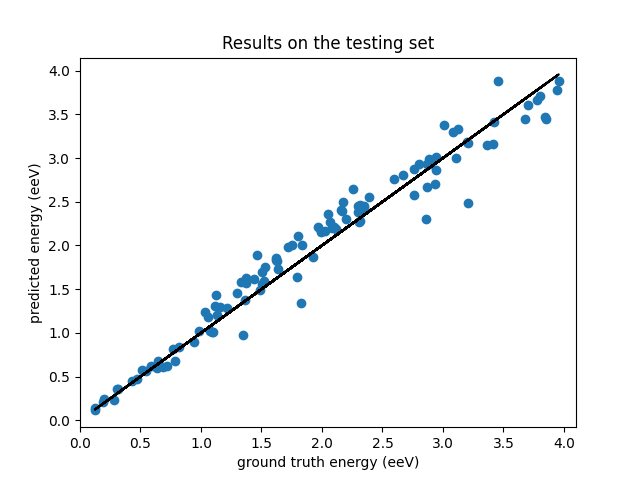 Results on the testing set
4.0
3.5
3.0
2.5
2.0
1.5
1.0
0.5
0.0
predicted energy (eeV)
0.0 0.5 1.0 1.5 2.0 2.5 3.0 3.5 4.0
ground truth energy (eeV)